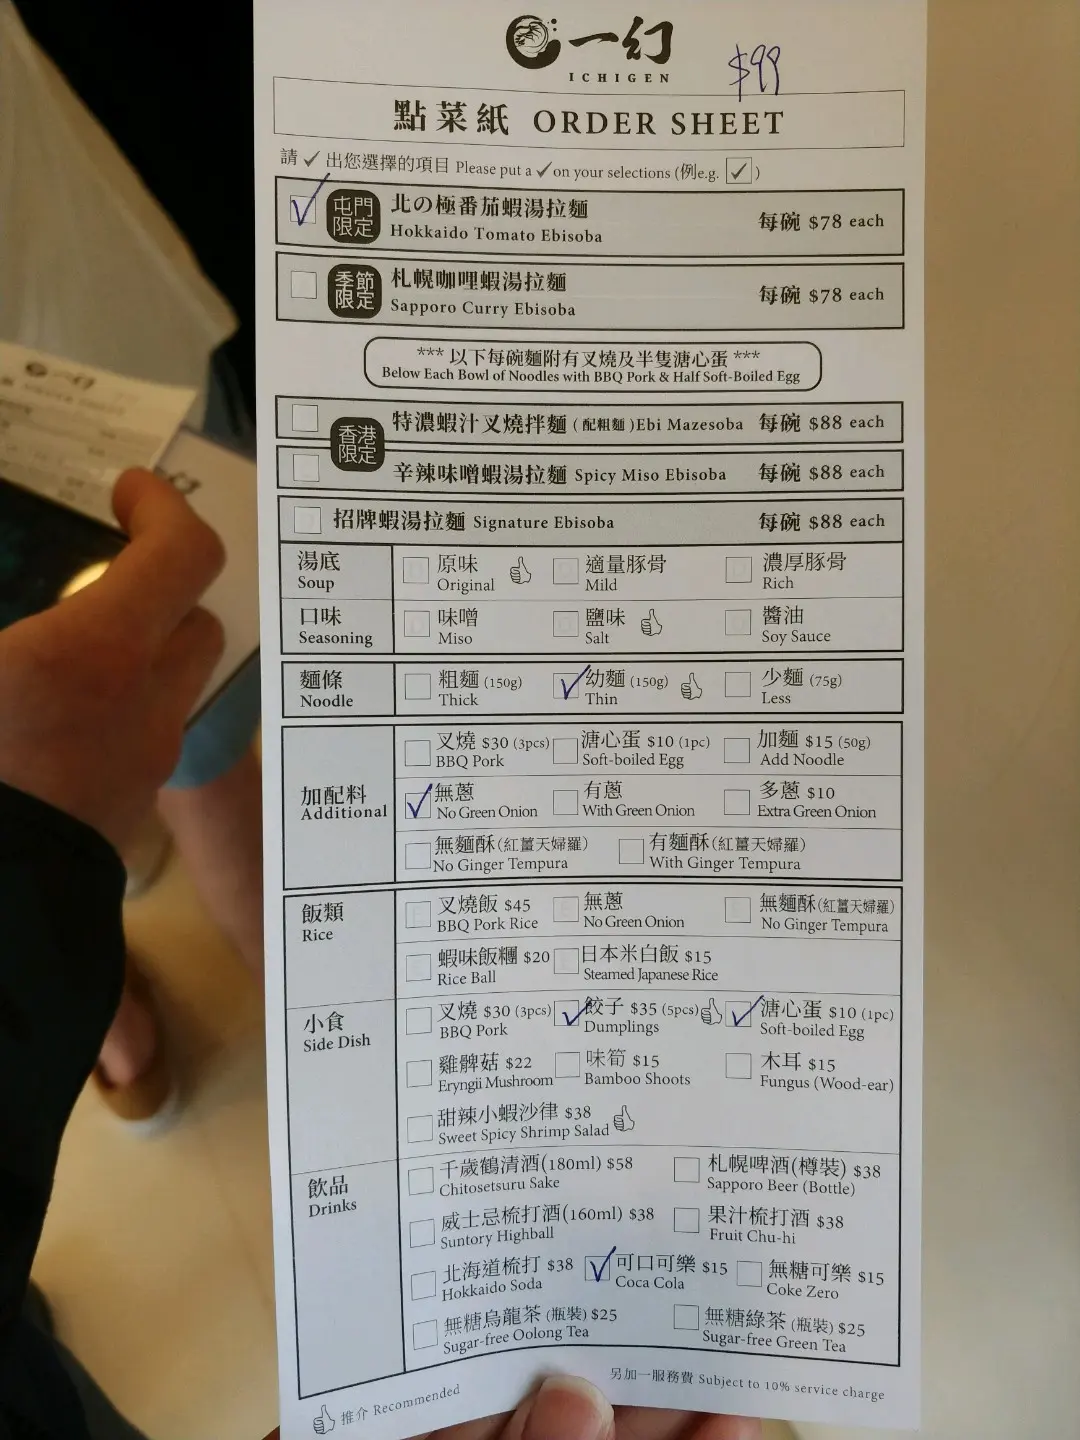 一幻
ICHIGEN
$99
點菜紙 ORDER SHEET
請✓出您選擇的項目 Please put a ✓ on your selections (例e.g. ✓)
屯門限定 北の極番茄蝦湯拉麵 每碗 $78 each
Hokkaido Tomato Ebisoba
季節限定 札幌咖哩蝦湯拉麵 每碗 $78 each
Sapporo Curry Ebisoba
*** 以下每碗麵附有叉燒及半隻溏心蛋 ***
Below Each Bowl of Noodles with BBQ Pork & Half Soft-Boiled Egg
香港限定
特濃蝦汁叉燒拌麵 (配粗麵) Ebi Mazesoba 每碗 $88 each
辛辣味噌蝦湯拉麵 Spicy Miso Ebisoba 每碗 $88 each
招牌蝦湯拉麵 Signature Ebisoba 每碗 $88 each
湯底 原味 適量豚骨 濃厚豚骨
Soup Original Mild Rich
口味 味噌 鹽味 醬油
Seasoning Miso Salt Soy Sauce
麵條 粗麵 (150g) 幼麵 (150g) 少麵 (75g)
Noodle Thick Thin Less
加配料
Additional
叉燒 $30 (3pcs) 溏心蛋 $10 (1pc) 加麵 $15 (50g)
BBQ Pork Soft-boiled Egg Add Noodle
無蔥 有蔥 多蔥 $10
No Green Onion With Green Onion Extra Green Onion
無麵酥(紅薑天婦羅) 有麵酥(紅薑天婦羅)
No Ginger Tempura With Ginger Tempura
飯類 叉燒飯 $45 無蔥 無麵酥(紅薑天婦羅)
Rice BBQ Pork Rice No Green Onion No Ginger Tempura
蝦味飯糰 $20 日本米白飯 $15
Rice Ball Steamed Japanese Rice
小食 叉燒 $30 (3pcs) 餃子 $35 (5pcs) 溏心蛋 $10 (1pc)
Side Dish BBQ Pork Dumplings Soft-boiled Egg
雞髀菇 $22 味筍 $15 木耳 $15
Eryngii Mushroom Bamboo Shoots Fungus (Wood-ear)
甜辣小蝦沙律 $38
Sweet Spicy Shrimp Salad
飲品 千歲鶴清酒(180ml) $58 札幌啤酒(樽裝) $38
Drinks Chitosetsuru Sake Sapporo Beer (Bottle)
威士忌梳打酒(160ml) $38 果汁梳打酒 $38
Suntory Highball Fruit Chu-hi
北海道梳打 $38 可口可樂 $15 無糖可樂 $15
Hokkaido Soda Coca Cola Coke Zero
無糖烏龍茶 (瓶裝) $25 無糖綠茶 (瓶裝) $25
Sugar-free Oolong Tea Sugar-free Green Tea
推介 Recommended
另加一服務費 Subject to 10% service charge
一幻